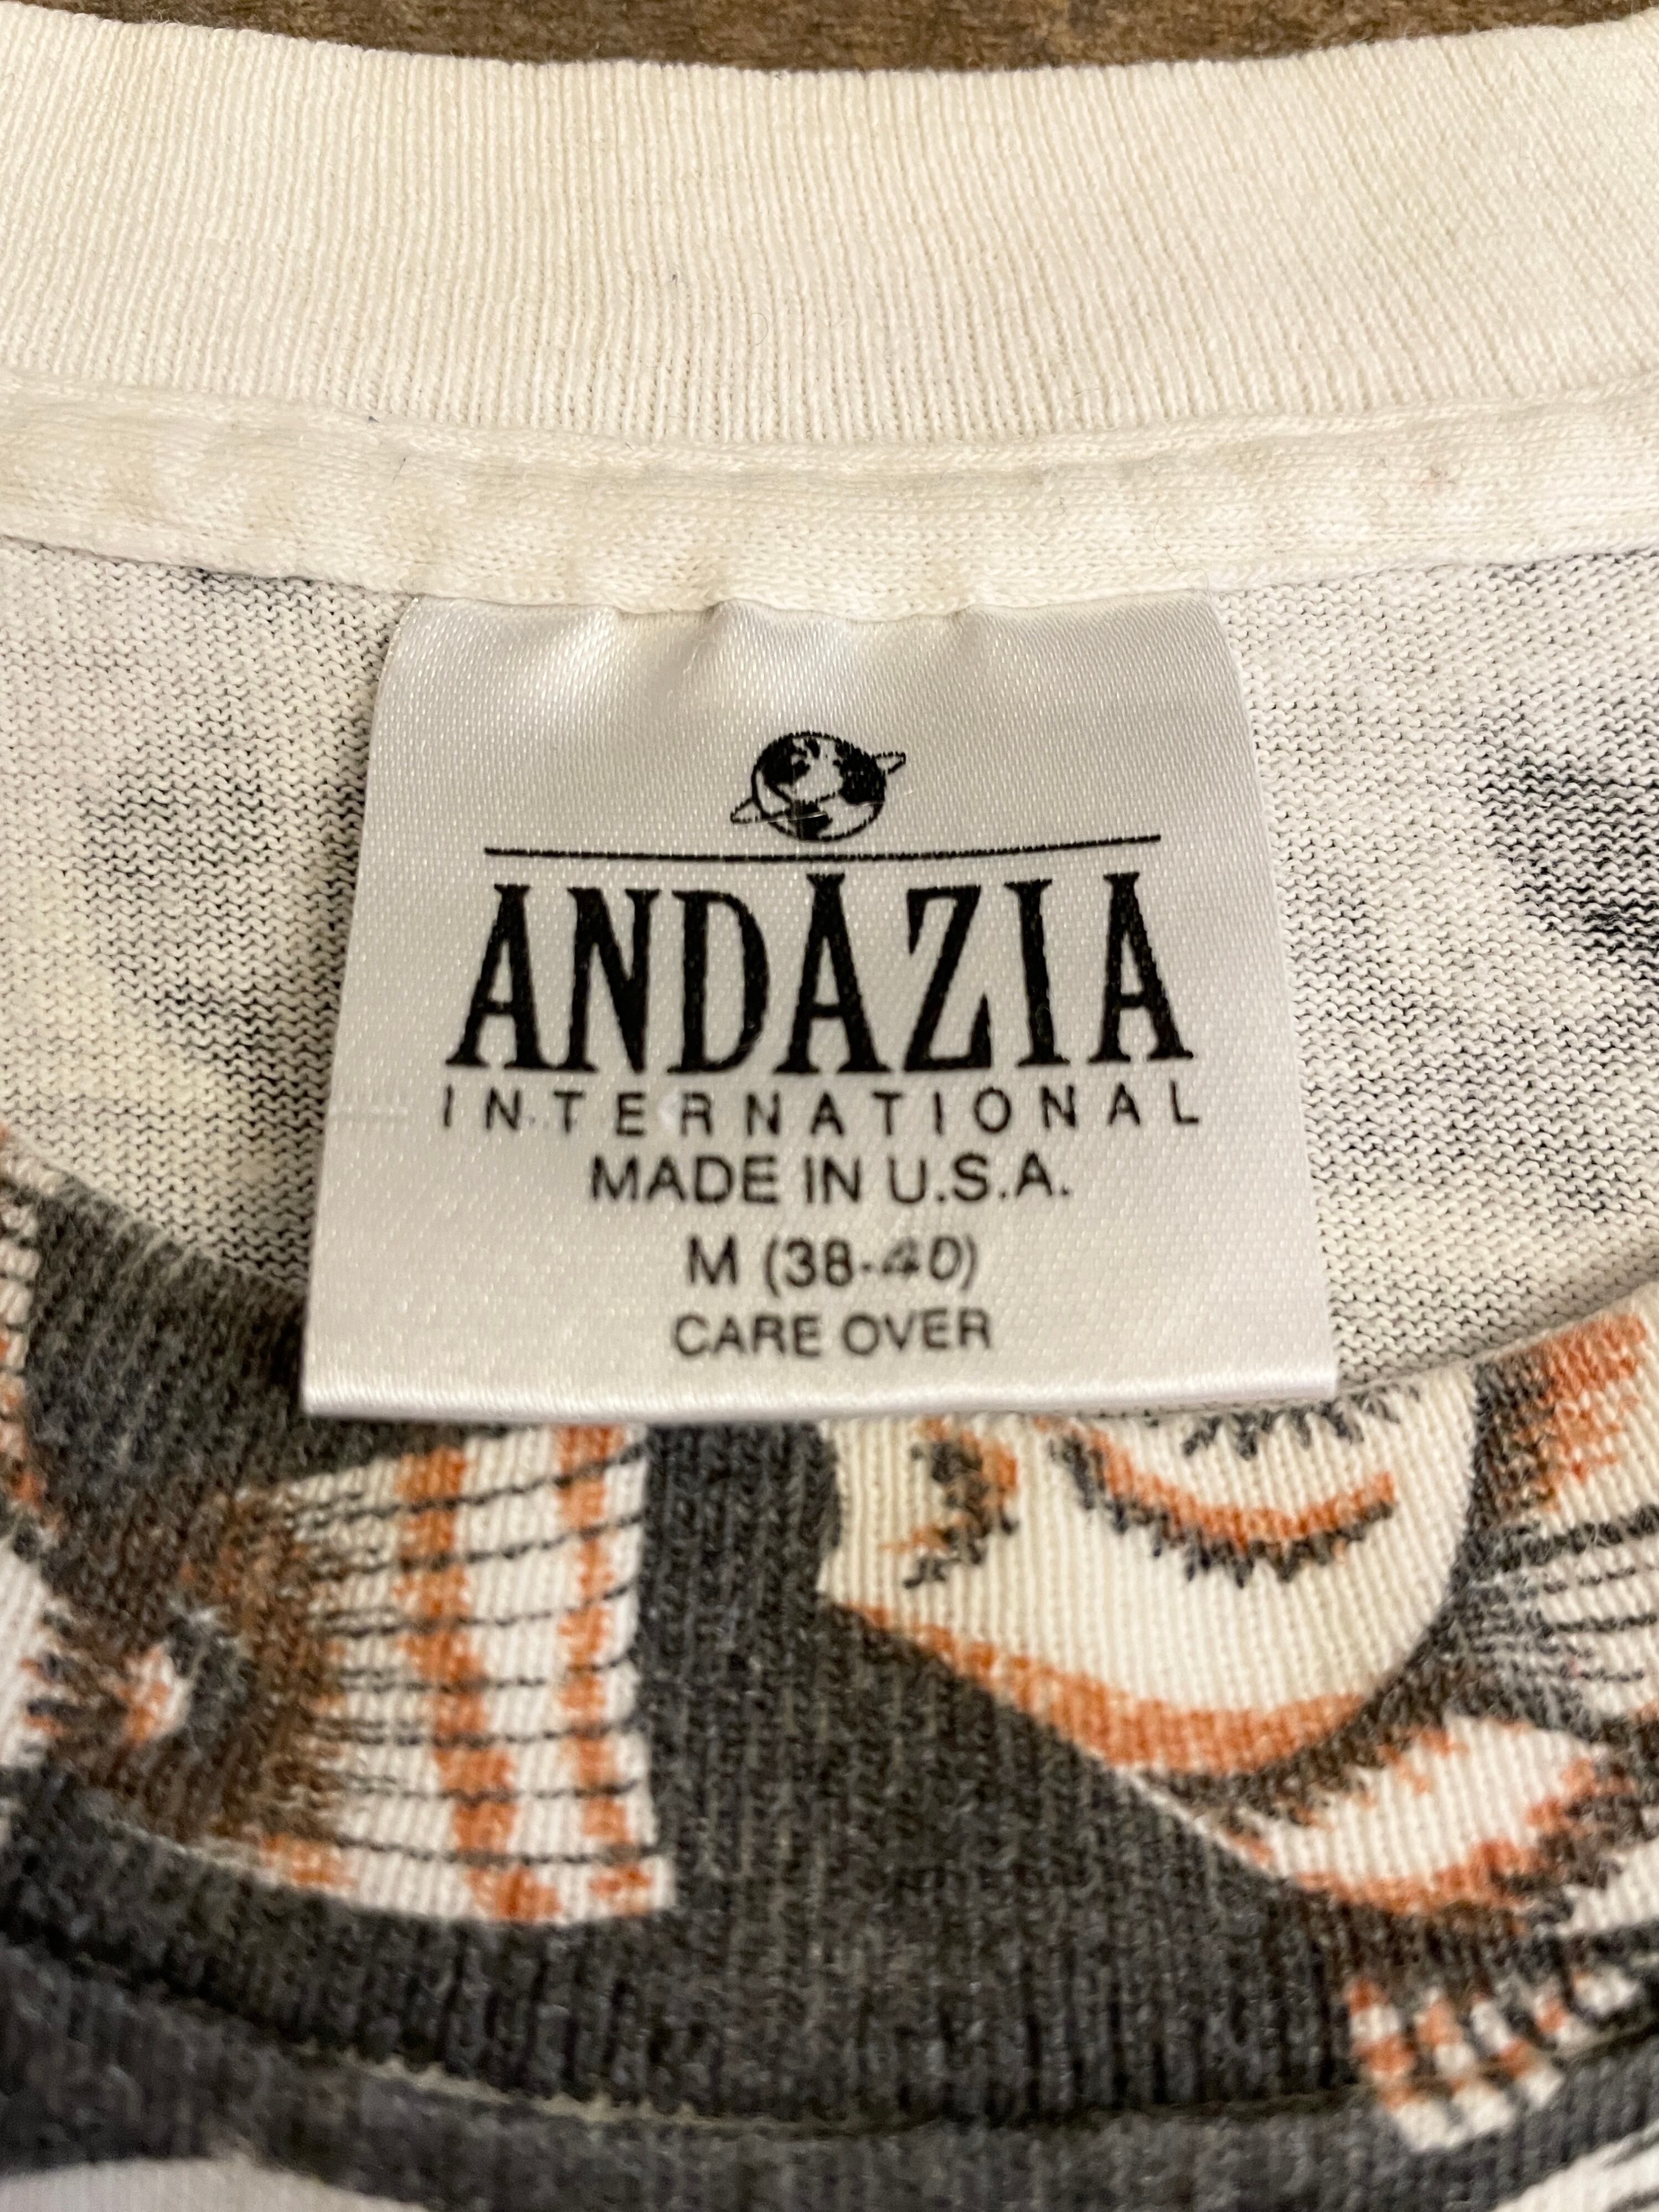 ANDAZIA
INTERNATIONAL
MADE IN U.S.A.
M (38-40)
CARE OVER